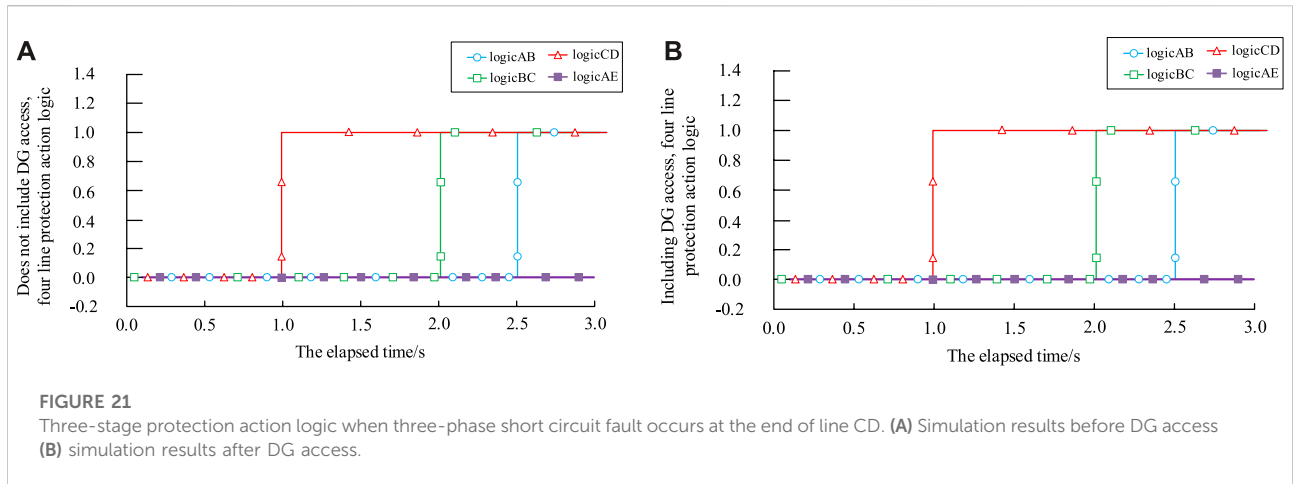 A
logicAB logicCD
logicBC logicAE
Does not include DG access,
four line protection action logic
1.4
1.2
1.0
0.8
0.6
0.4
0.2
0.0
-0.2
0.0 0.5 1.0 1.5 2.0 2.5 3.0
The elapsed time/s
B
logicAB logicCD
logicBC logicAE
Including DG access, four line
protection action logic
1.4
1.2
1.0
0.8
0.6
0.4
0.2
0.0
-0.2
0.0 0.5 1.0 1.5 2.0 2.5 3.0
The elapsed time/s
FIGURE 21
Three-stage protection action logic when three-phase short circuit fault occurs at the end of line CD. (A) Simulation results before DG access
(B) simulation results after DG access.